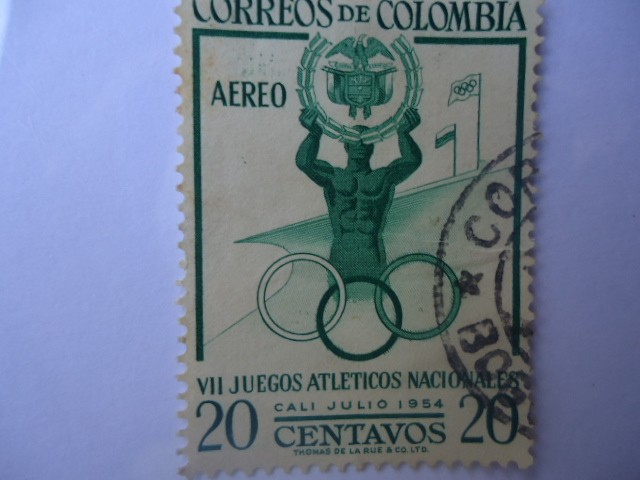 CORREOS DE COLOMBIA
AEREO
VII JUEGOS ATLETICOS NACIONALES
CALI JULIO 1954
20 CENTAVOS 20
THOMAS DE LA RUE & CO. LTD.